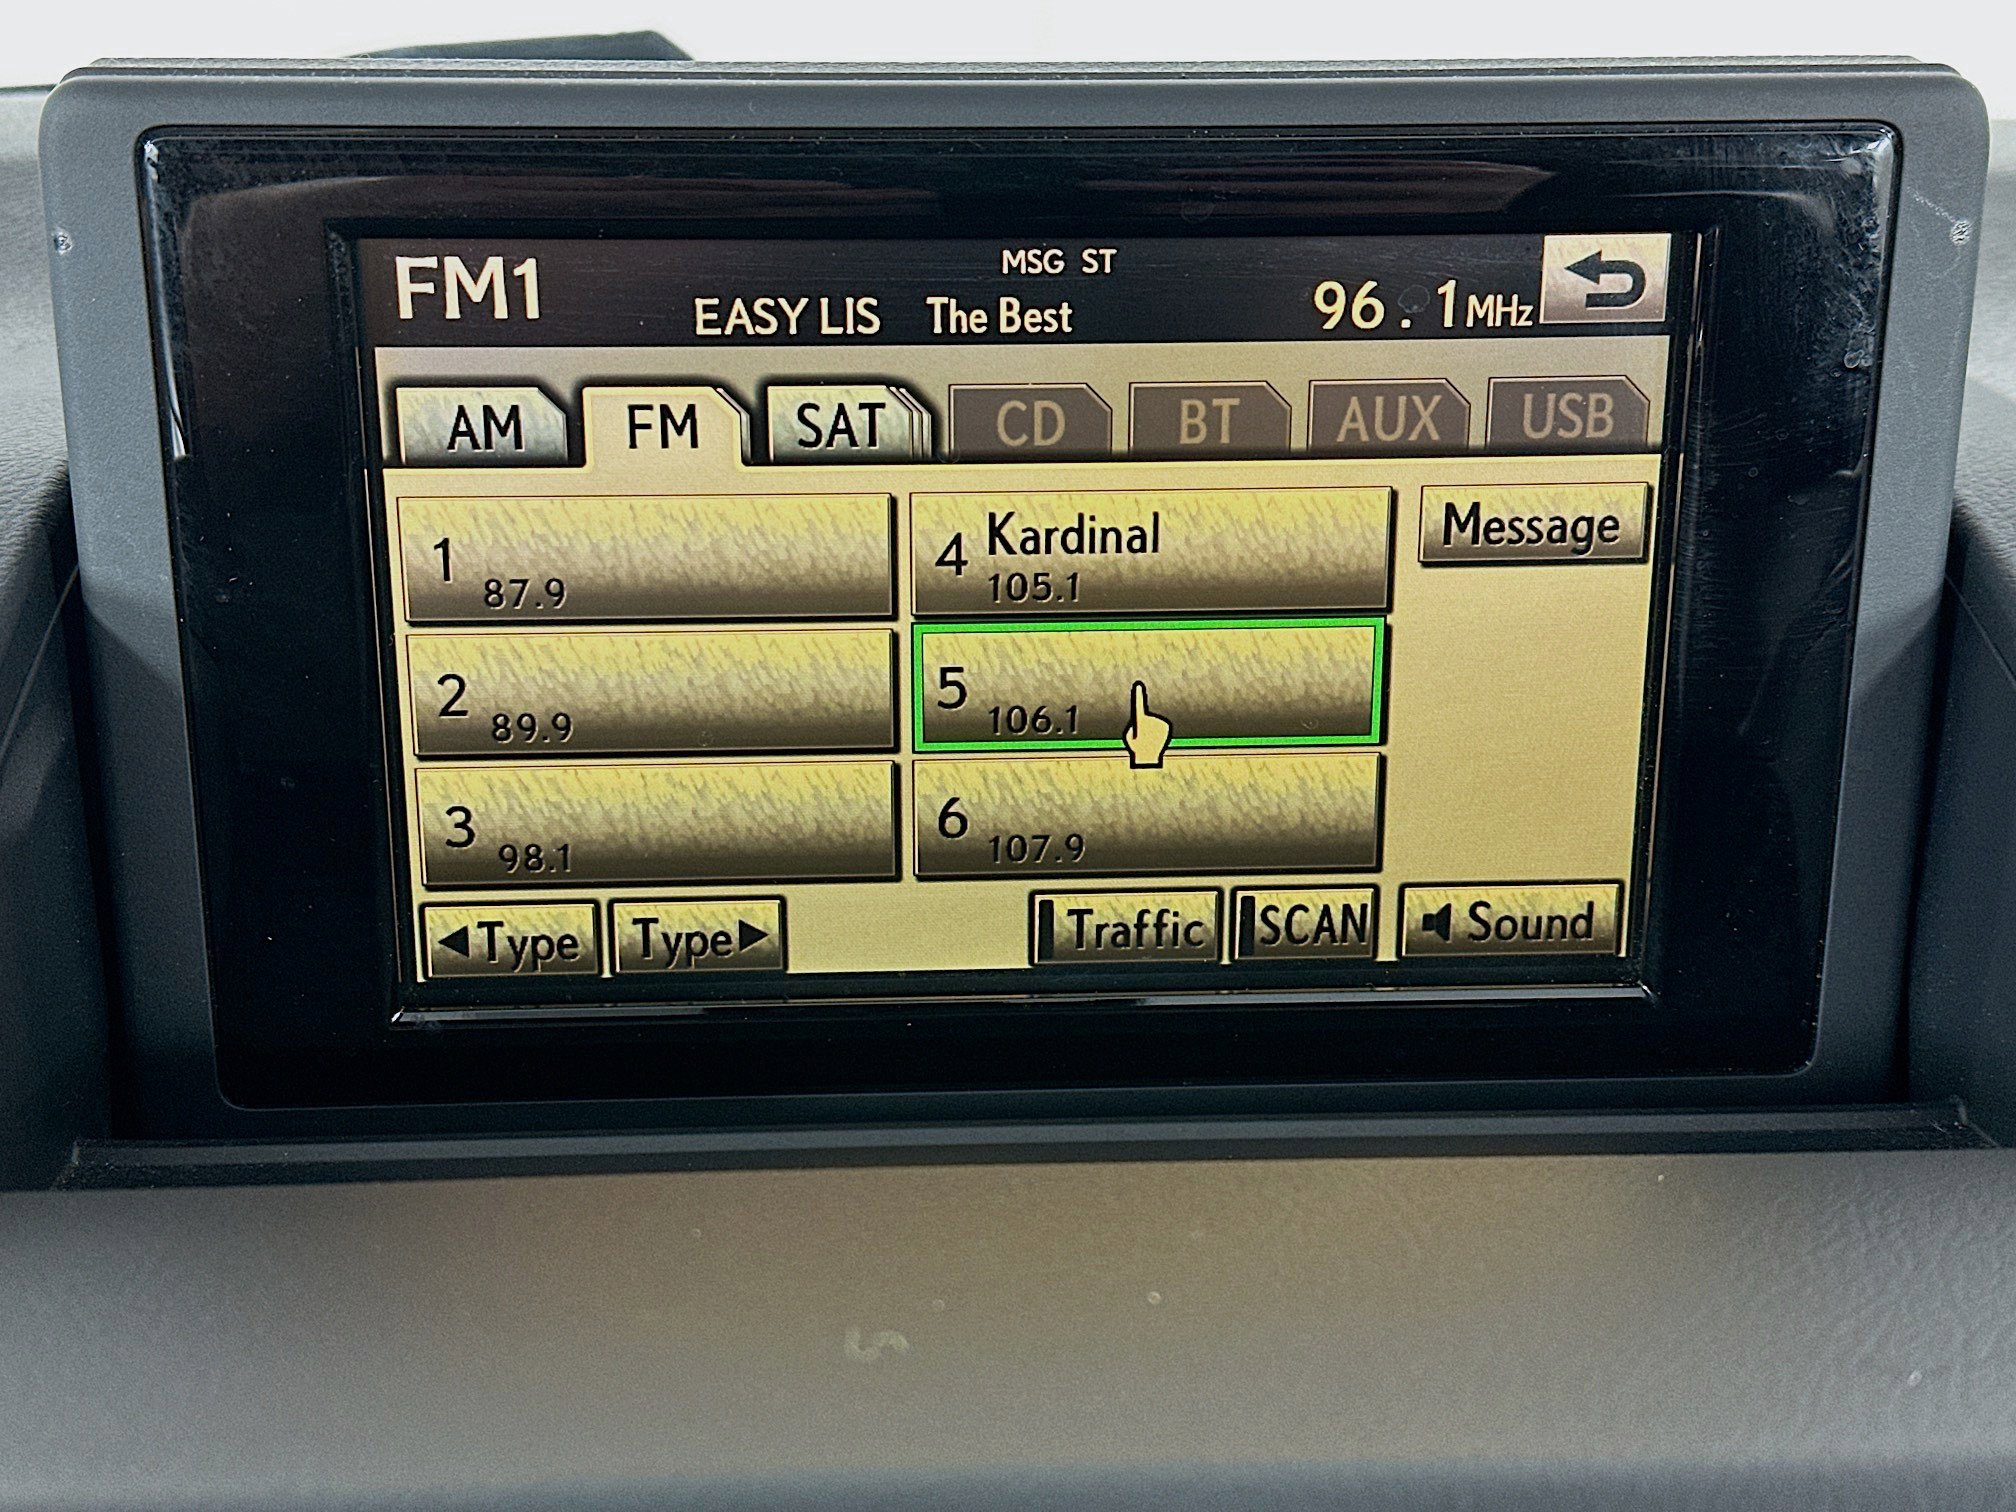 FM1
MSG ST
EASY LIS The Best
96.1MHz
AM FM SAT CD BT AUX USB
1 87.9
4 Kardinal 105.1
Message
2 89.9
5 106.1
3 98.1
6 107.9
◀Type Type▶ Traffic SCAN Sound